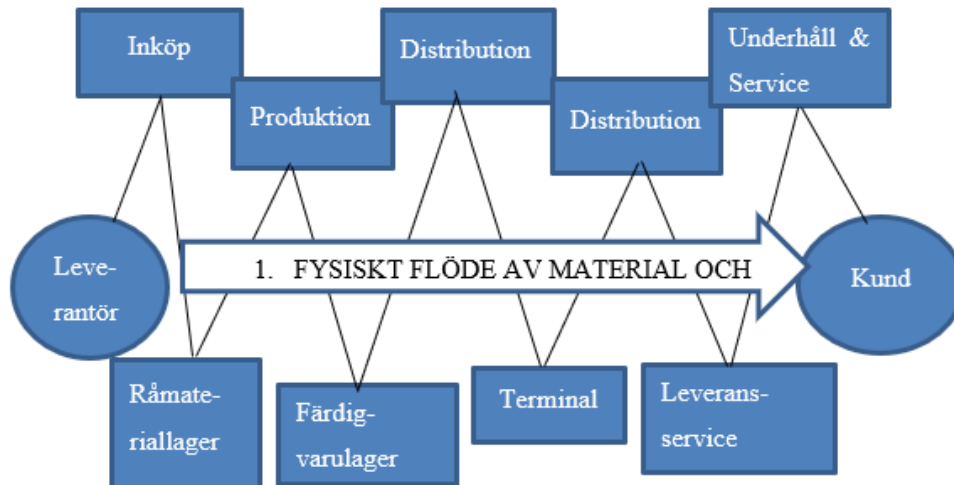 Inköp
Distribution
Underhåll & 
Service
Produktion
Distribution
Leve-
rantör
1. FYSISKT FLÖDE AV MATERIAL OCH
Kund
Råmate-
riallager
Färdig-
varulager
Terminal
Leverans-
service